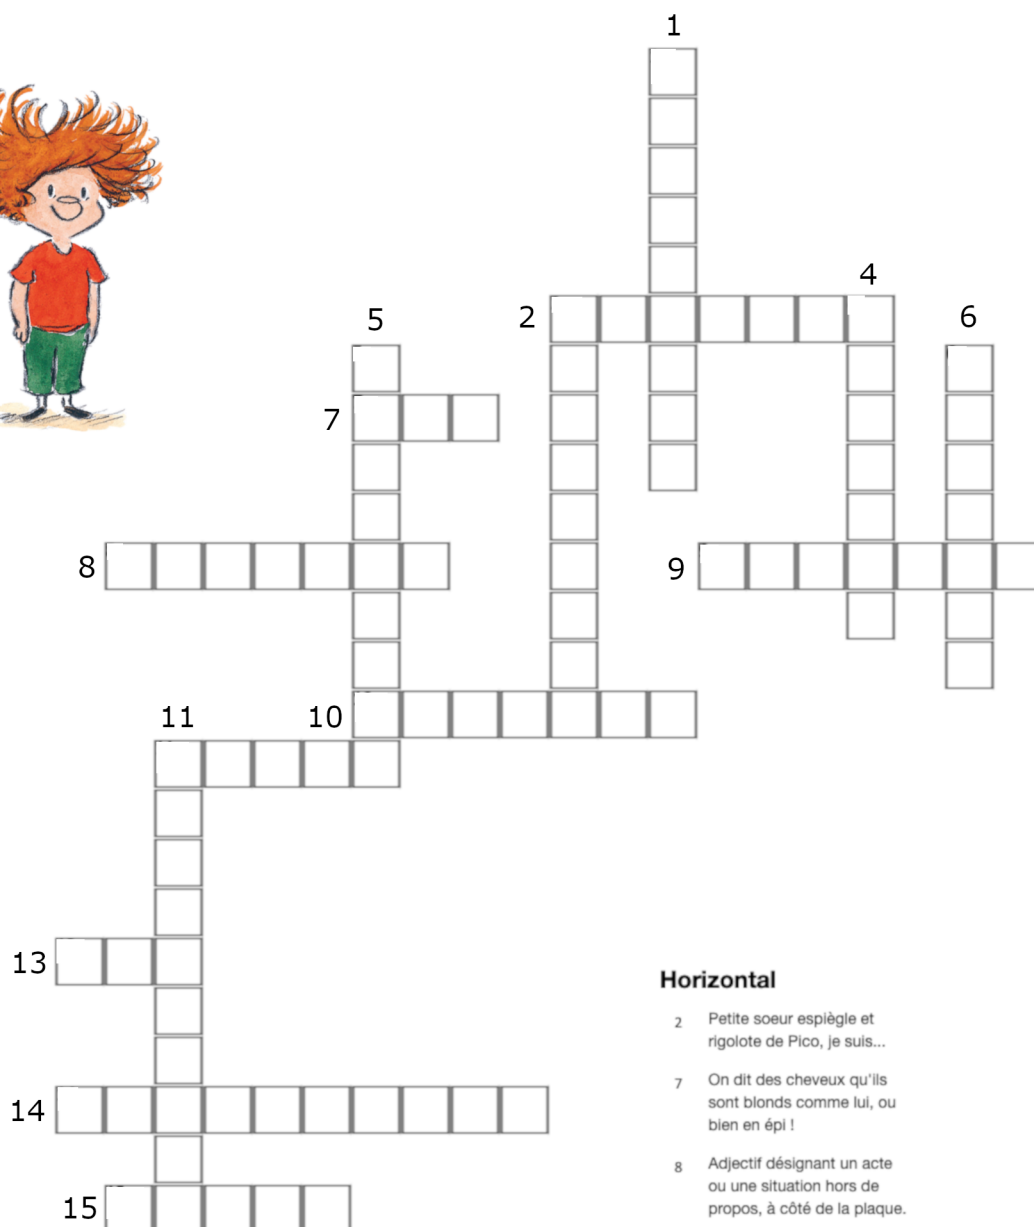 1
4
5
2
6
7
8
9
11
10
13
14
15
Horizontal
2 Petite soeur espiègle et
rigolote de Pico, je suis...
7 On dit des cheveux qu'ils
sont blonds comme lui, ou
bien en épi !
8 Adjectif désignant un acte
ou une situation hors de
propos, à côté de la plaque.